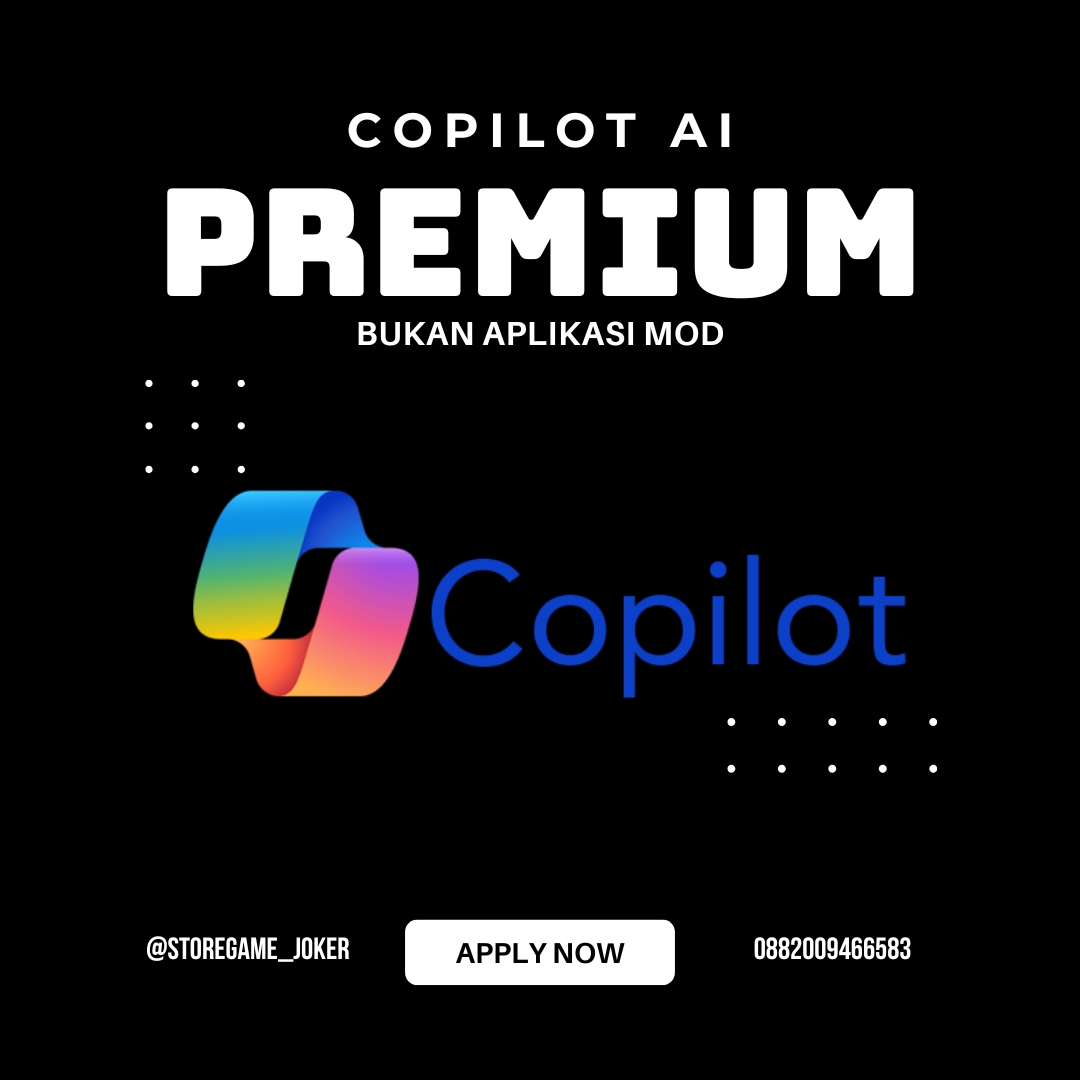 COPILOT AI
PREMIUM
BUKAN APLIKASI MOD
Copilot
@STOREGAME_JOKER
APPLY NOW
0882009466583